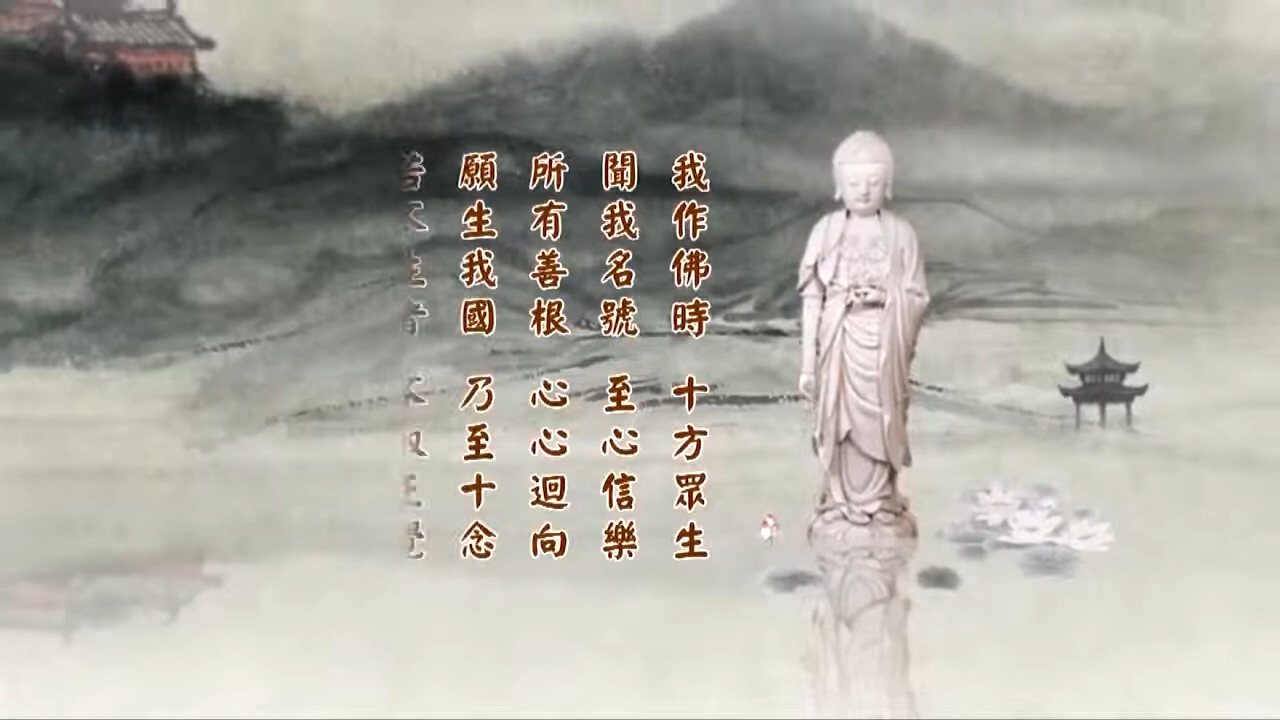 我作佛時 十方眾生
聞我名號 至心信樂
所有善根 心心迴向
願生我國 乃至十念